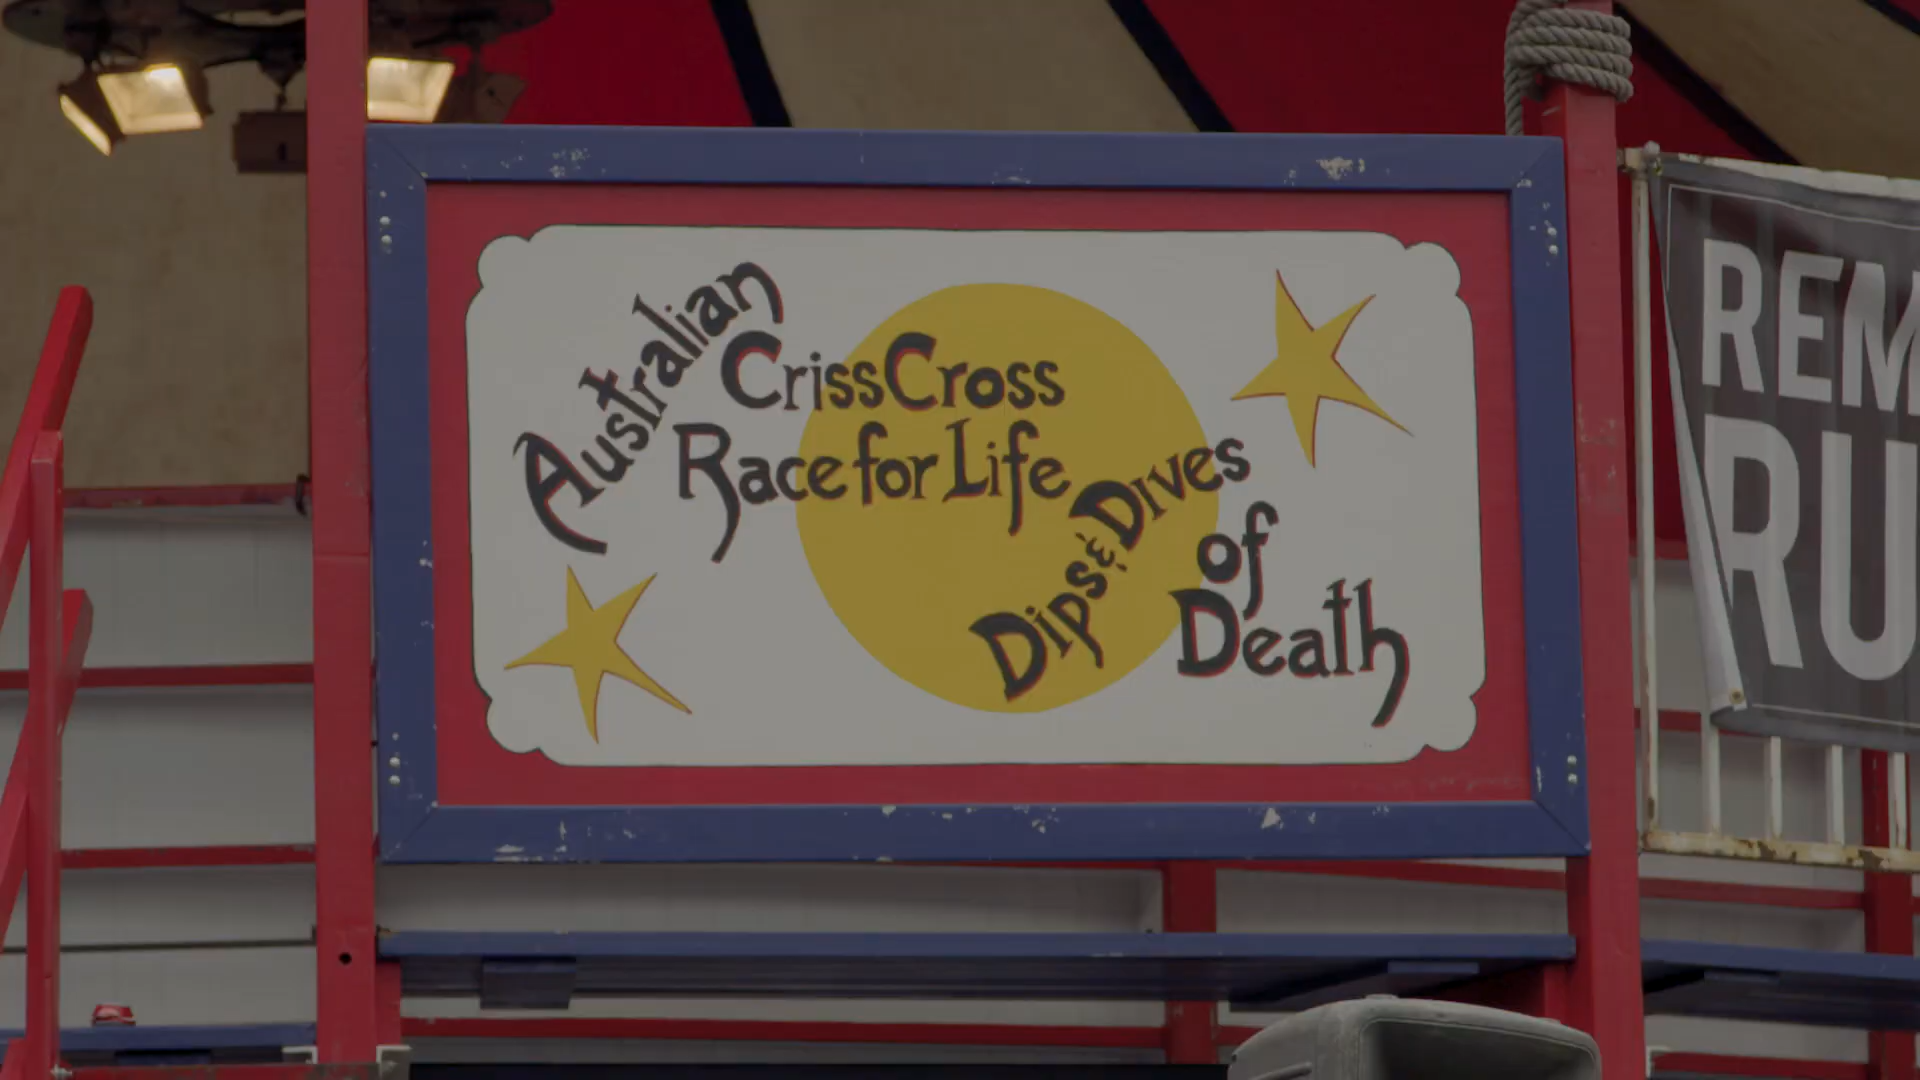 Australian
CrissCross
Race for Life
Dips & Dives
of
Death
REM
RU